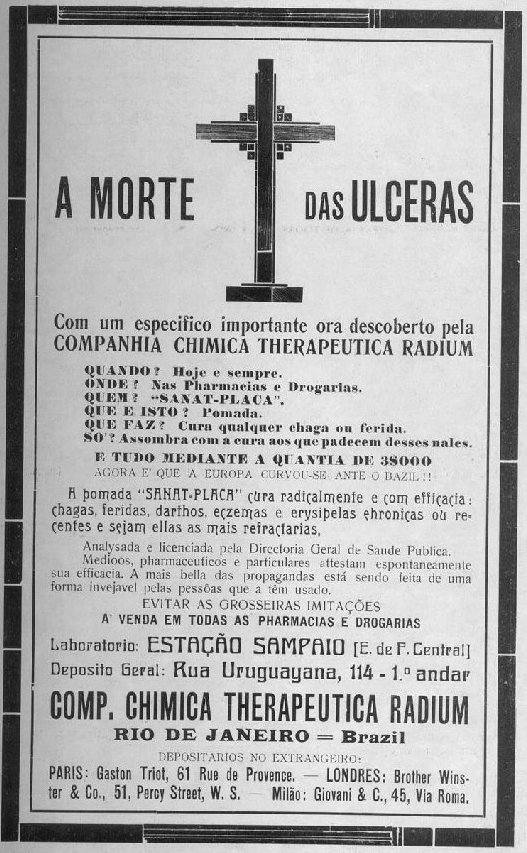 A MORTE DAS ULCERAS
Com um especifico importante ora descoberto pela
COMPANHIA CHIMICA THERAPEUTICA RADIUM
QUANDO? Hoje e sempre.
ONDE? Nas Pharmacias e Drogarias.
QUEM? "SANAT-PLACA".
QUE E ISTO? Pomada.
QUE FAZ? Cura qualquer chaga ou ferida.
SO'? Assombra com a cura aos que padecem desses nales.
E TUDO MEDIANTE A QUANTIA DE 3$000
AGORA E' QUE A EUROPA CURVOU-SE ANTE O BAZIL!!
A pomada "SANAT-PLACA" cura radicalmente e com efficacia:
chagas, feridas, darthos, eczemas e erysipelas chronicas ou re-
centes e sejam ellas as mais refractarias,
Analysada e licenciada pela Directoria Geral de Saude Publica.
Medicos, pharmaceuticos e particulares attestam espontaneamente
sua efficacia. A mais bella das propagandas está sendo feita de uma
forma invejavel pelas pessôas que a têm usado.
EVITAR AS GROSSEIRAS IMITAÇÕES
A' VENDA EM TODAS AS PHARMACIAS E DROGARIAS
Laboratorio: ESTAÇÃO SAMPAIO [E. de F. Central]
Deposito Geral: Rua Uruguayana, 114 - 1.º andar
COMP. CHIMICA THERAPEUTICA RADIUM
RIO DE JANEIRO = Brazil
DEPOSITARIOS NO EXTRANGEIRO:
PARIS: Gaston Triot, 61 Rue de Provence. — LONDRES: Brother Wins-
ter & Co., 51, Percy Street, W. S. — Milão: Giovani & C., 45, Via Roma.